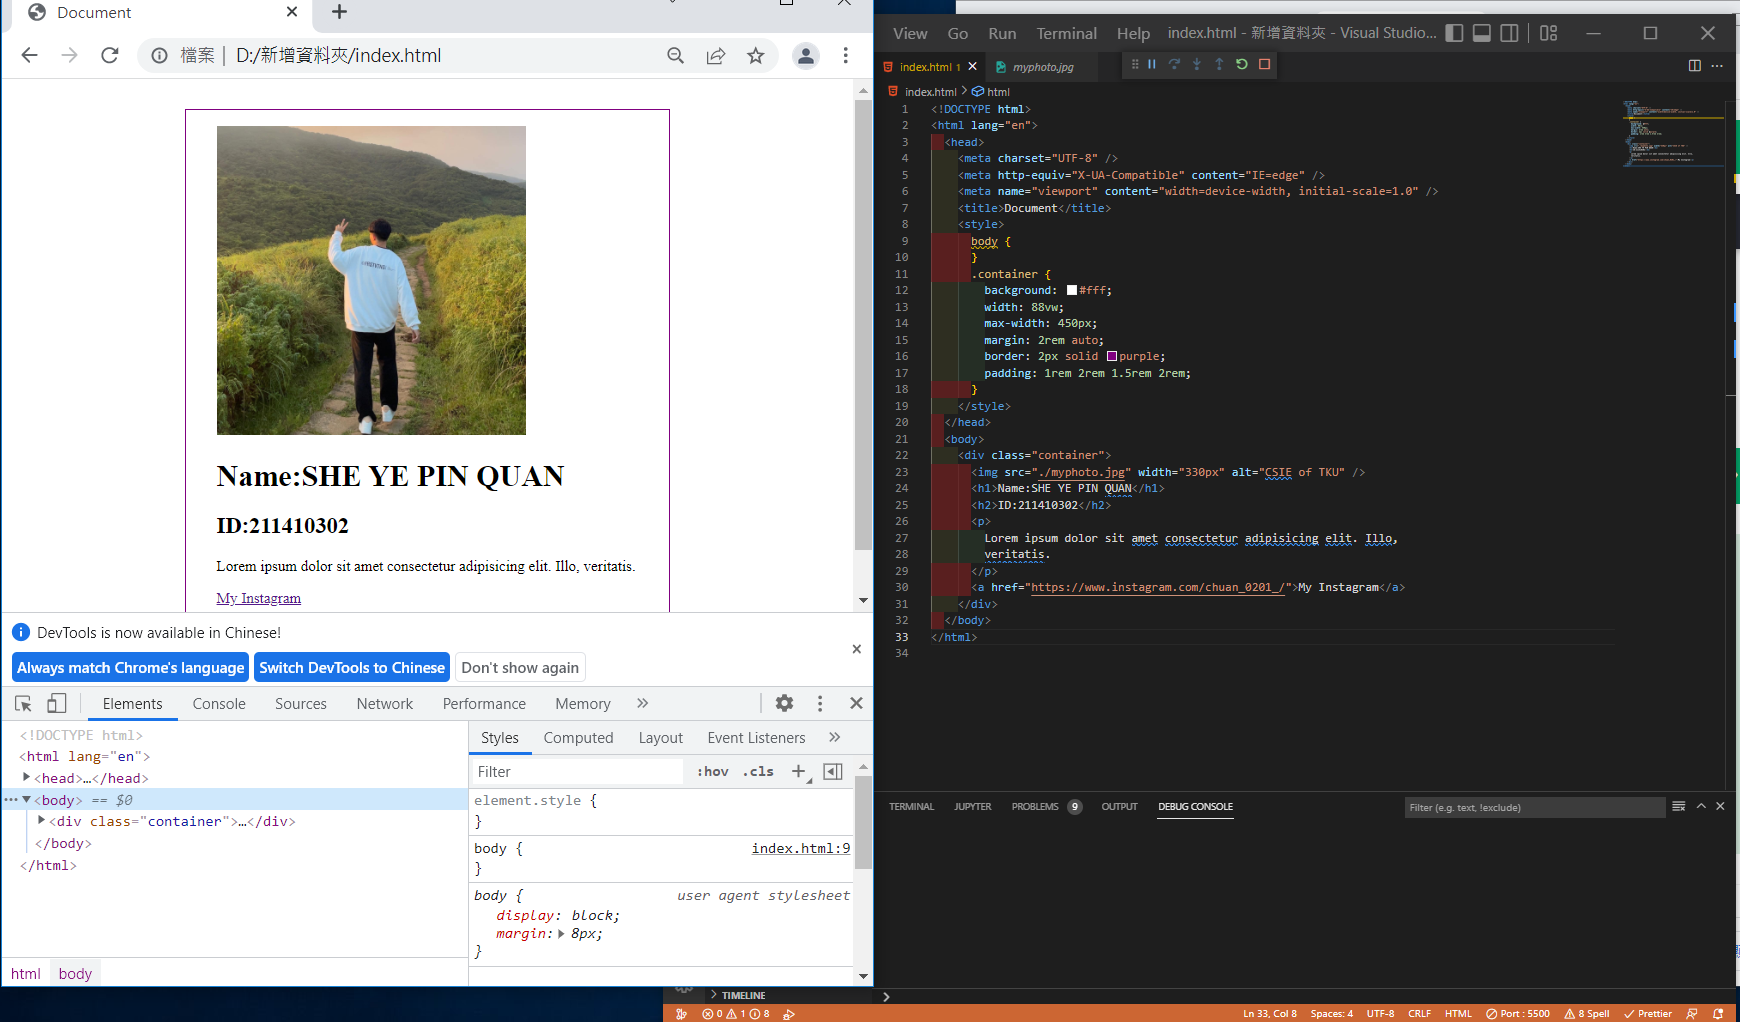 Document
檔案 | D:/新增資料夾/index.html
Name:SHE YE PIN QUAN
ID:211410302
Lorem ipsum dolor sit amet consectetur adipisicing elit. Illo, veritatis.
My Instagram
DevTools is now available in Chinese!
Always match Chrome's language
Switch DevTools to Chinese
Don't show again
Elements Console Sources Network Performance Memory
<!DOCTYPE html>
<html lang="en">
<head>…</head>
<body> == $0
<div class="container">…</div>
</body>
</html>
html body
Styles Computed Layout Event Listeners
Filter :hov .cls
element.style {
}
body { index.html:9
}
body { user agent stylesheet
display: block;
margin: 8px;
}
View Go Run Terminal Help index.html - 新增資料夾 - Visual Studio...
index.html 1 myphoto.jpg
index.html > html
1 <!DOCTYPE html>
2 <html lang="en">
3 <head>
4 <meta charset="UTF-8" />
5 <meta http-equiv="X-UA-Compatible" content="IE=edge" />
6 <meta name="viewport" content="width=device-width, initial-scale=1.0" />
7 <title>Document</title>
8 <style>
9 body {
10 }
11 .container {
12 background: #fff;
13 width: 88vw;
14 max-width: 450px;
15 margin: 2rem auto;
16 border: 2px solid purple;
17 padding: 1rem 2rem 1.5rem 2rem;
18 }
19 </style>
20 </head>
21 <body>
22 <div class="container">
23 <img src="./myphoto.jpg" width="330px" alt="CSIE of TKU" />
24 <h1>Name:SHE YE PIN QUAN</h1>
25 <h2>ID:211410302</h2>
26 <p>
27 Lorem ipsum dolor sit amet consectetur adipisicing elit. Illo,
28 veritatis.
29 </p>
30 <a href="https://www.instagram.com/chuan_0201_/">My Instagram</a>
31 </div>
32 </body>
33 </html>
34
TERMINAL JUPYTER PROBLEMS 9 OUTPUT DEBUG CONSOLE Filter (e.g. text, !exclude)
TIMELINE
0 1 8 Ln 33, Col 8 Spaces: 4 UTF-8 CRLF HTML Port : 5500 8 Spell Prettier